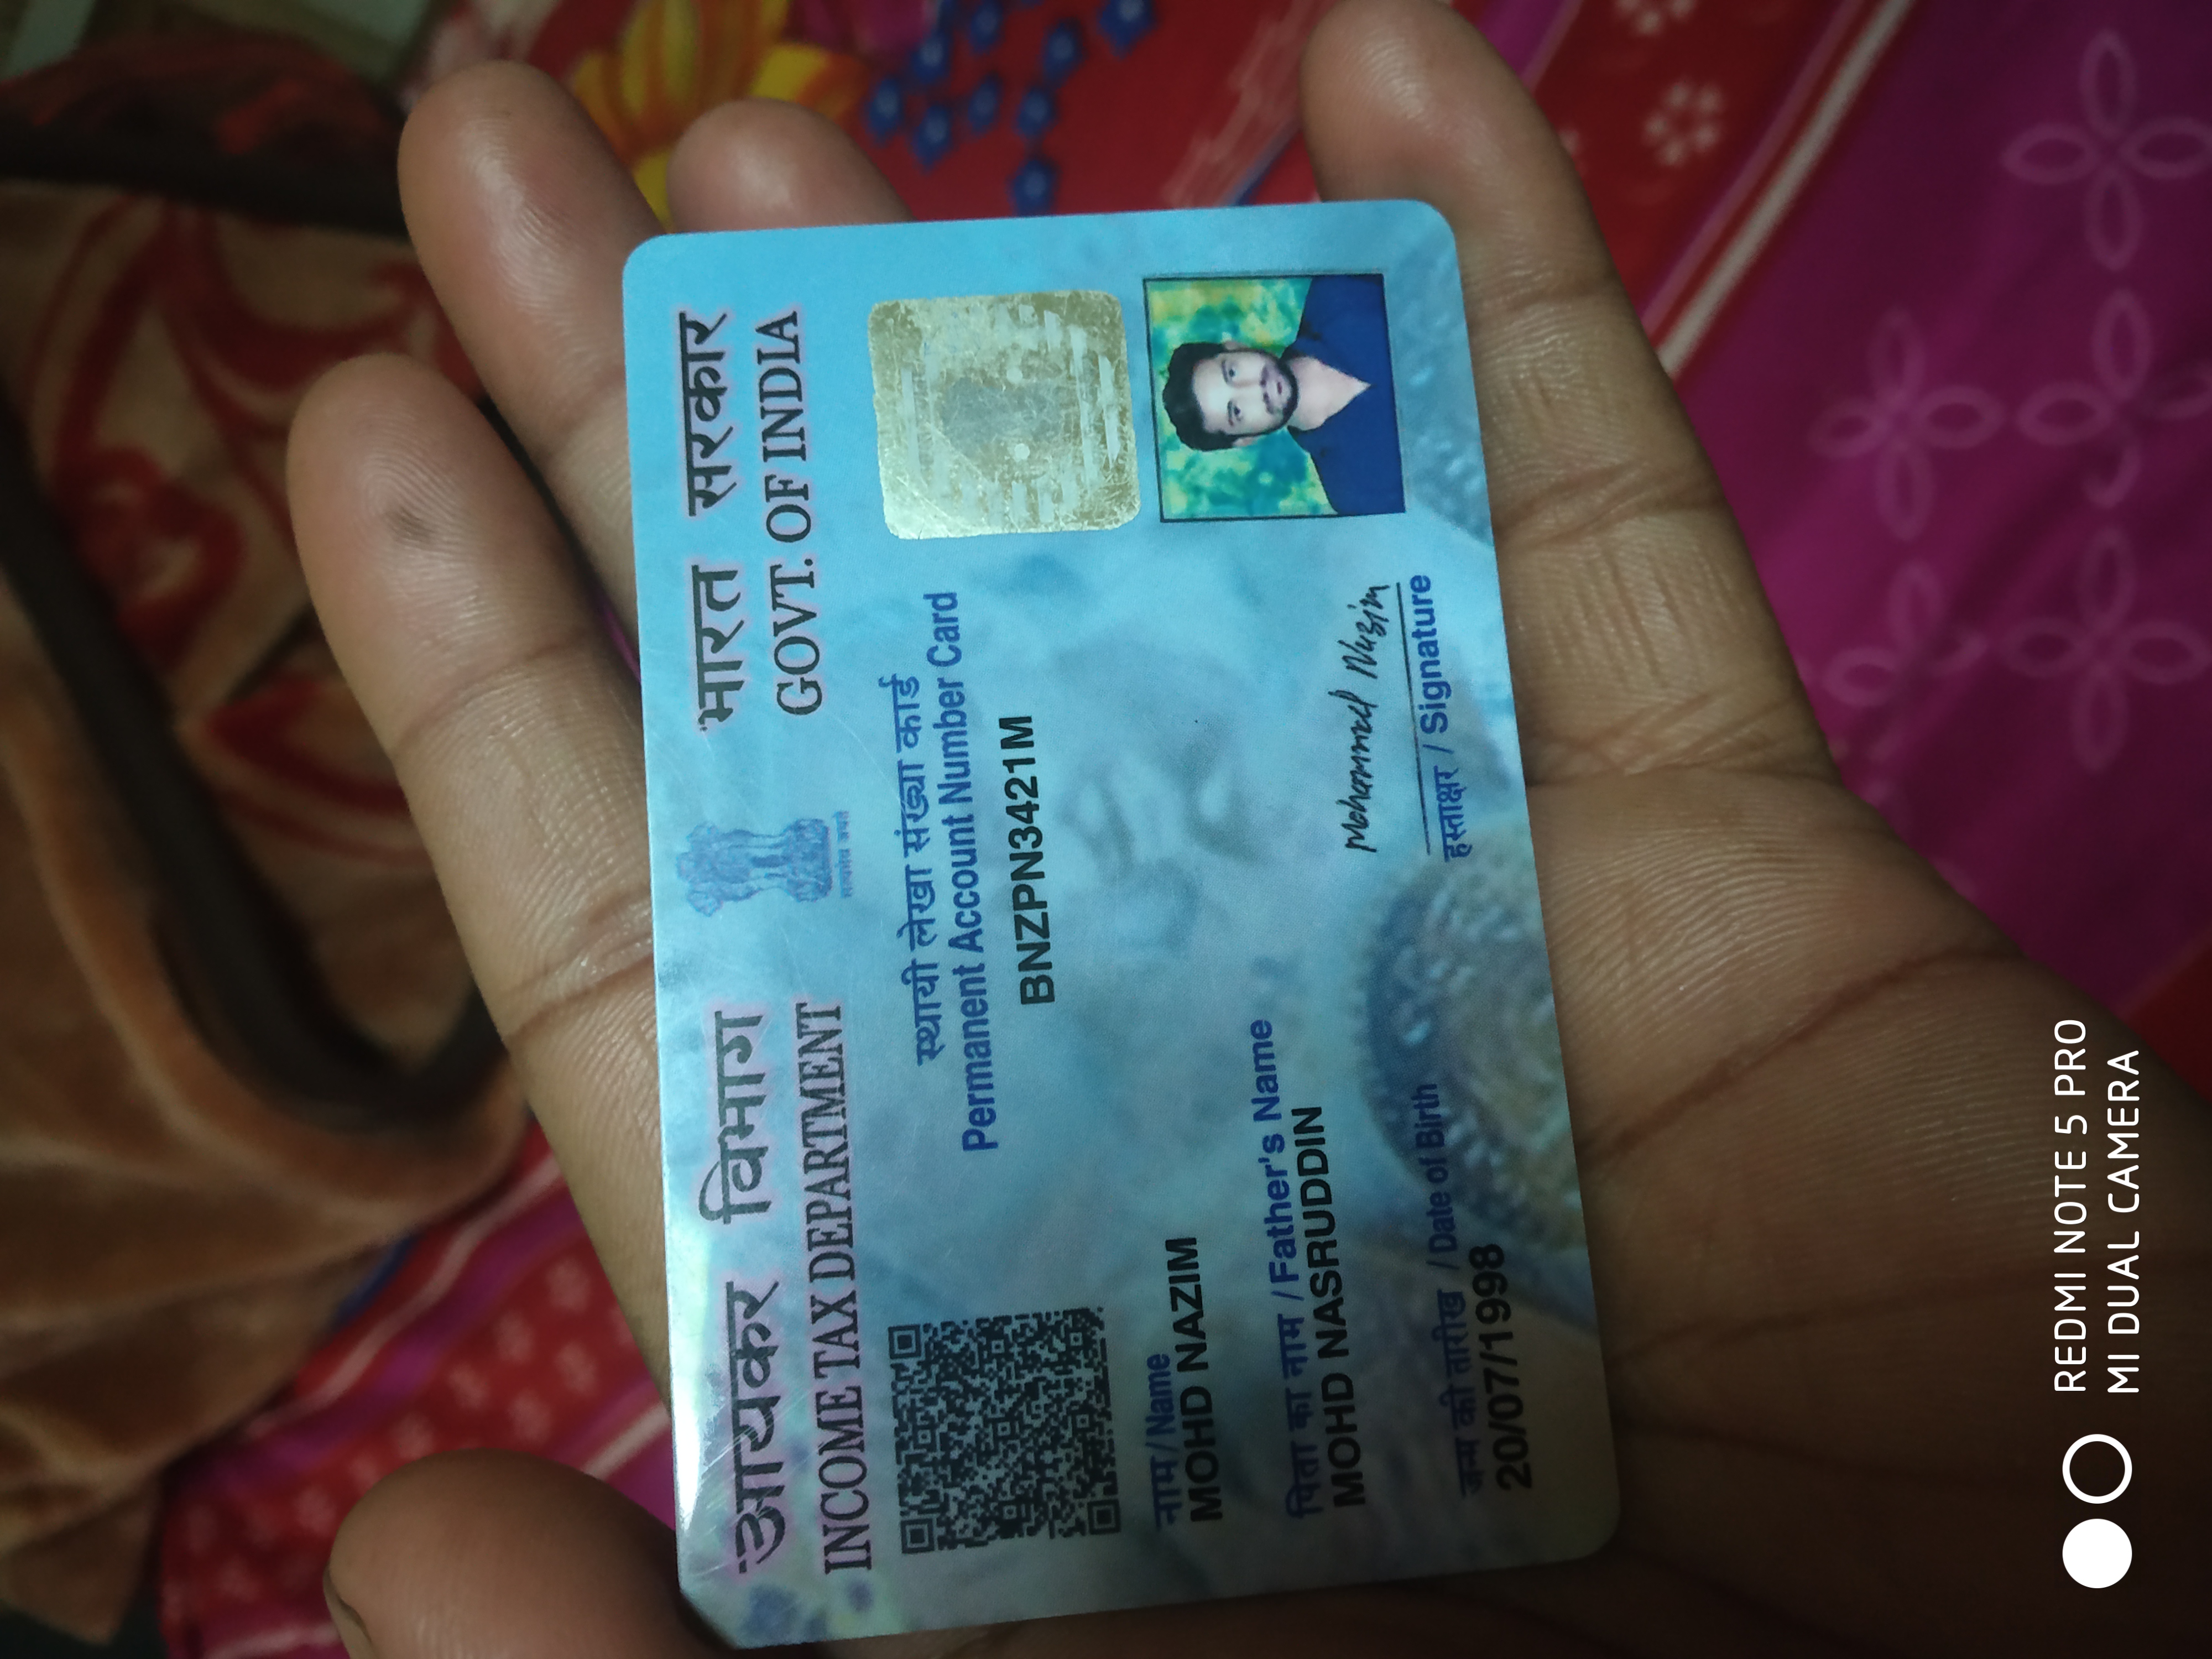 आयकर विभाग
INCOME TAX DEPARTMENT
भारत सरकार
GOVT. OF INDIA
सत्यमेव जयते
स्थायी लेखा संख्या कार्ड
Permanent Account Number Card
BNZPN3421M
नाम / Name
MOHD NAZIM
पिता का नाम / Father's Name
MOHD NASRUDDIN
जन्म की तारीख / Date of Birth
20/07/1998
Mohammad Nazim
हस्ताक्षर / Signature
REDMI NOTE 5 PRO
MI DUAL CAMERA